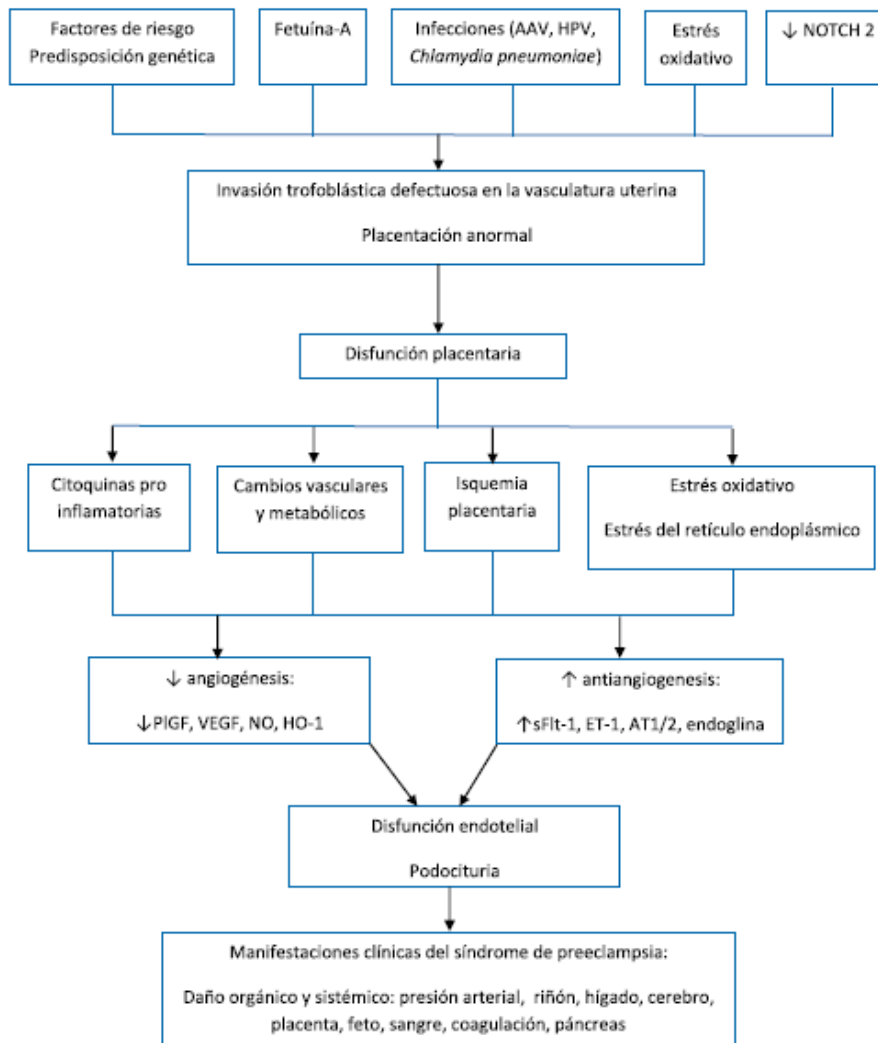 Factores de riesgo
Predisposición genética
Fetuína-A
Infecciones (AAV, HPV,
Chlamydia pneumoniae)
Estrés
oxidativo
↓ NOTCH 2
Invasión trofoblástica defectuosa en la vasculatura uterina
Placentación anormal
Disfunción placentaria
Citoquinas pro
inflamatorias
Cambios vasculares
y metabólicos
Isquemia
placentaria
Estrés oxidativo
Estrés del retículo endoplásmico
↓ angiogénesis:
↓PlGF, VEGF, NO, HO-1
↑ antiangiogenesis:
↑sFlt-1, ET-1, AT1/2, endoglina
Disfunción endotelial
Podocituria
Manifestaciones clínicas del síndrome de preeclampsia:
Daño orgánico y sistémico: presión arterial, riñón, hígado, cerebro,
placenta, feto, sangre, coagulación, páncreas